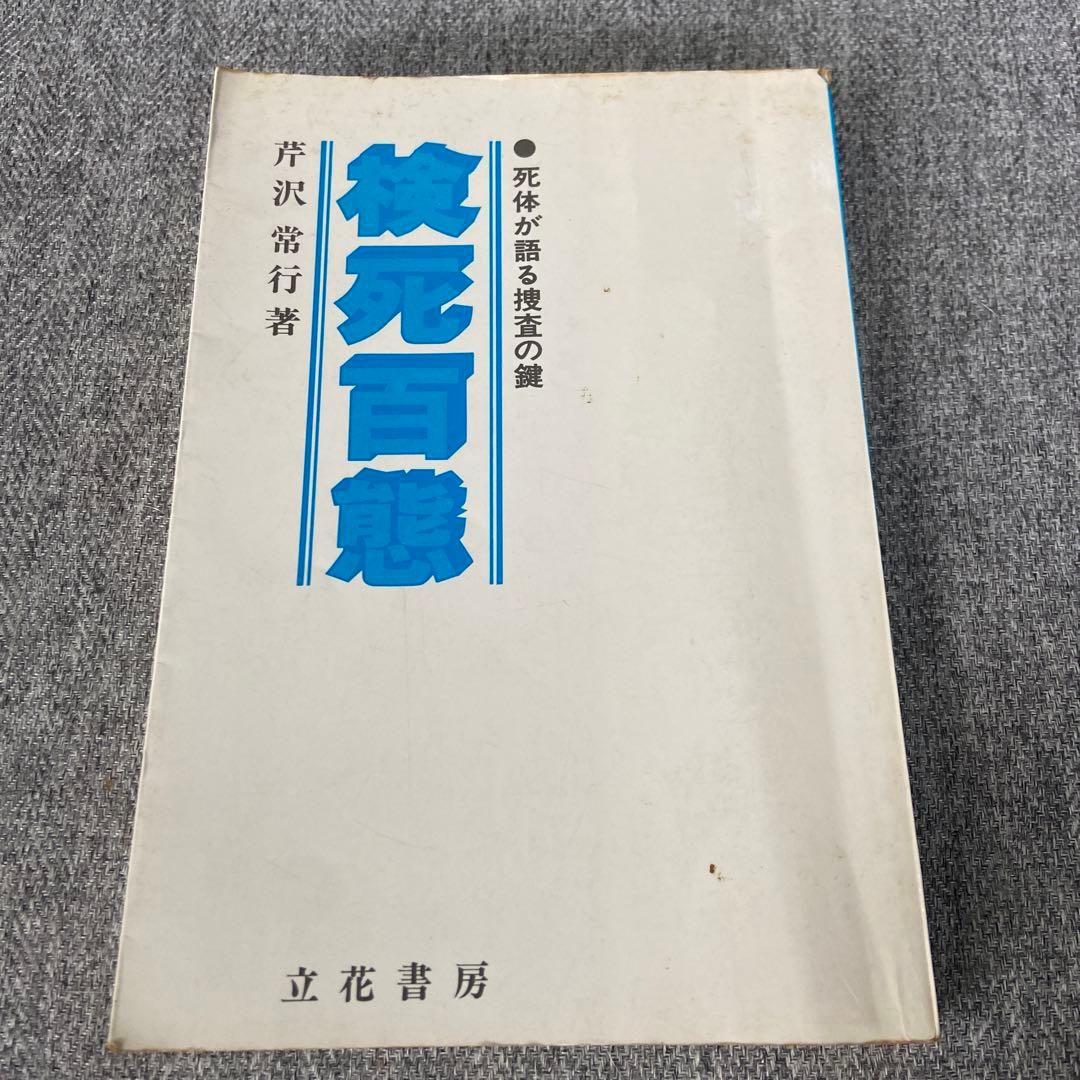 ●死体が語る捜査の鍵
検死百態
芹沢常行著
立花書房